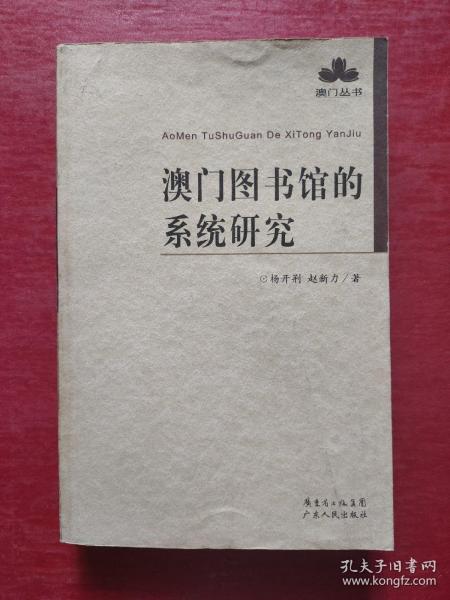 澳门丛书
AoMen TuShuGuan De XiTong YanJiu
澳门图书馆的
系统研究
⊙杨开荆 赵新力/著
广东省出版集团
广东人民出版社
孔夫子旧书网
www.kongfz.com